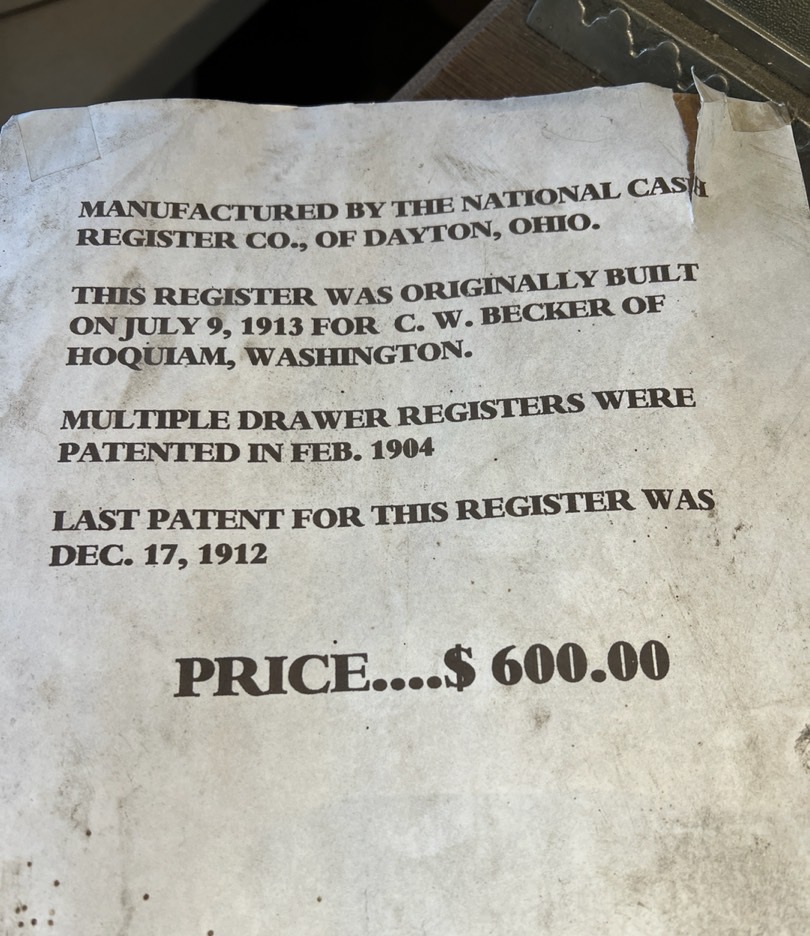 MANUFACTURED BY THE NATIONAL CASH
REGISTER CO., OF DAYTON, OHIO.
THIS REGISTER WAS ORIGINALLY BUILT
ON JULY 9, 1913 FOR C. W. BECKER OF
HOQUIAM, WASHINGTON.
MULTIPLE DRAWER REGISTERS WERE
PATENTED IN FEB. 1904
LAST PATENT FOR THIS REGISTER WAS
DEC. 17, 1912
PRICE....$ 600.00